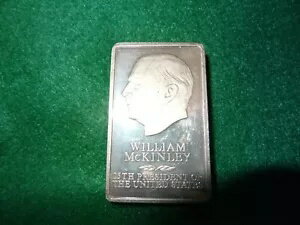 WILLIAM
McKINLEY
25TH PRESIDENT OF
THE UNITED STATES